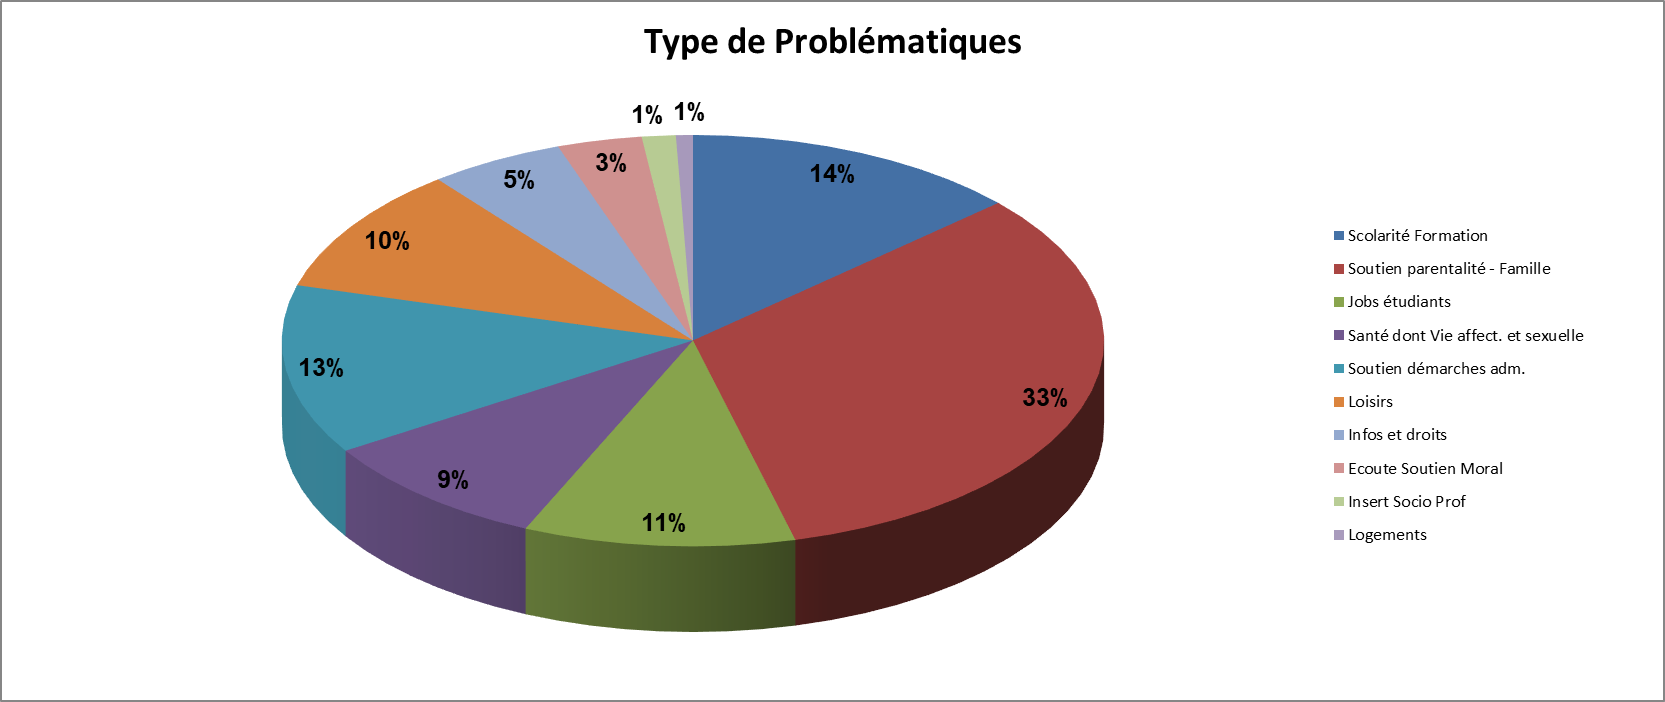 Type de Problématiques
1%
1%
14%
3%
5%
10%
13%
33%
9%
11%
Scolarité Formation
Soutien parentalité - Famille
Jobs étudiants
Santé dont Vie affect. et sexuelle
Soutien démarches adm.
Loisirs
Infos et droits
Ecoute Soutien Moral
Insert Socio Prof
Logements